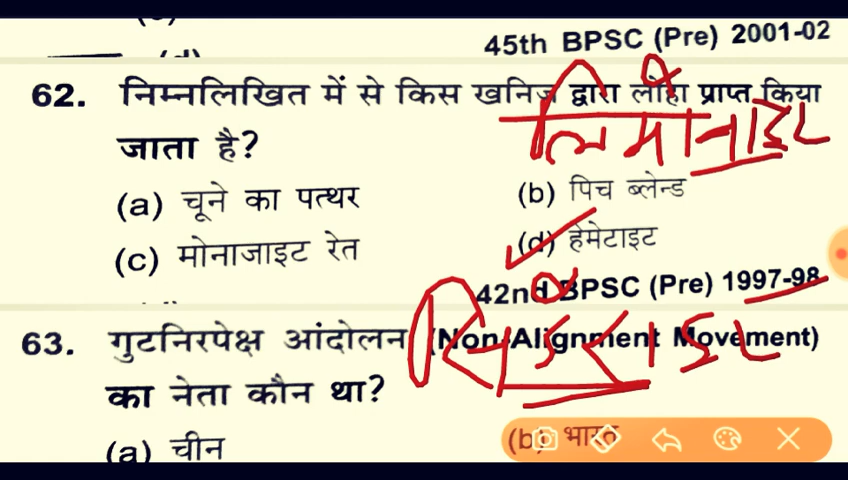 45th BPSC (Pre) 2001-02
62. निम्नलिखित में से किस खनिज द्वारा लोहा प्राप्त किया
जाता है?
लिमोनाइट
(a) चूने का पत्थर (b) पिच ब्लेन्ड
(c) मोनाजाइट रेत (d) हेमेटाइट
42nd BPSC (Pre) 1997-98
63. गुटनिरपेक्ष आंदोलन (Non-Alignment Movement)
का नेता कौन था?
(a) चीन (b) भारत